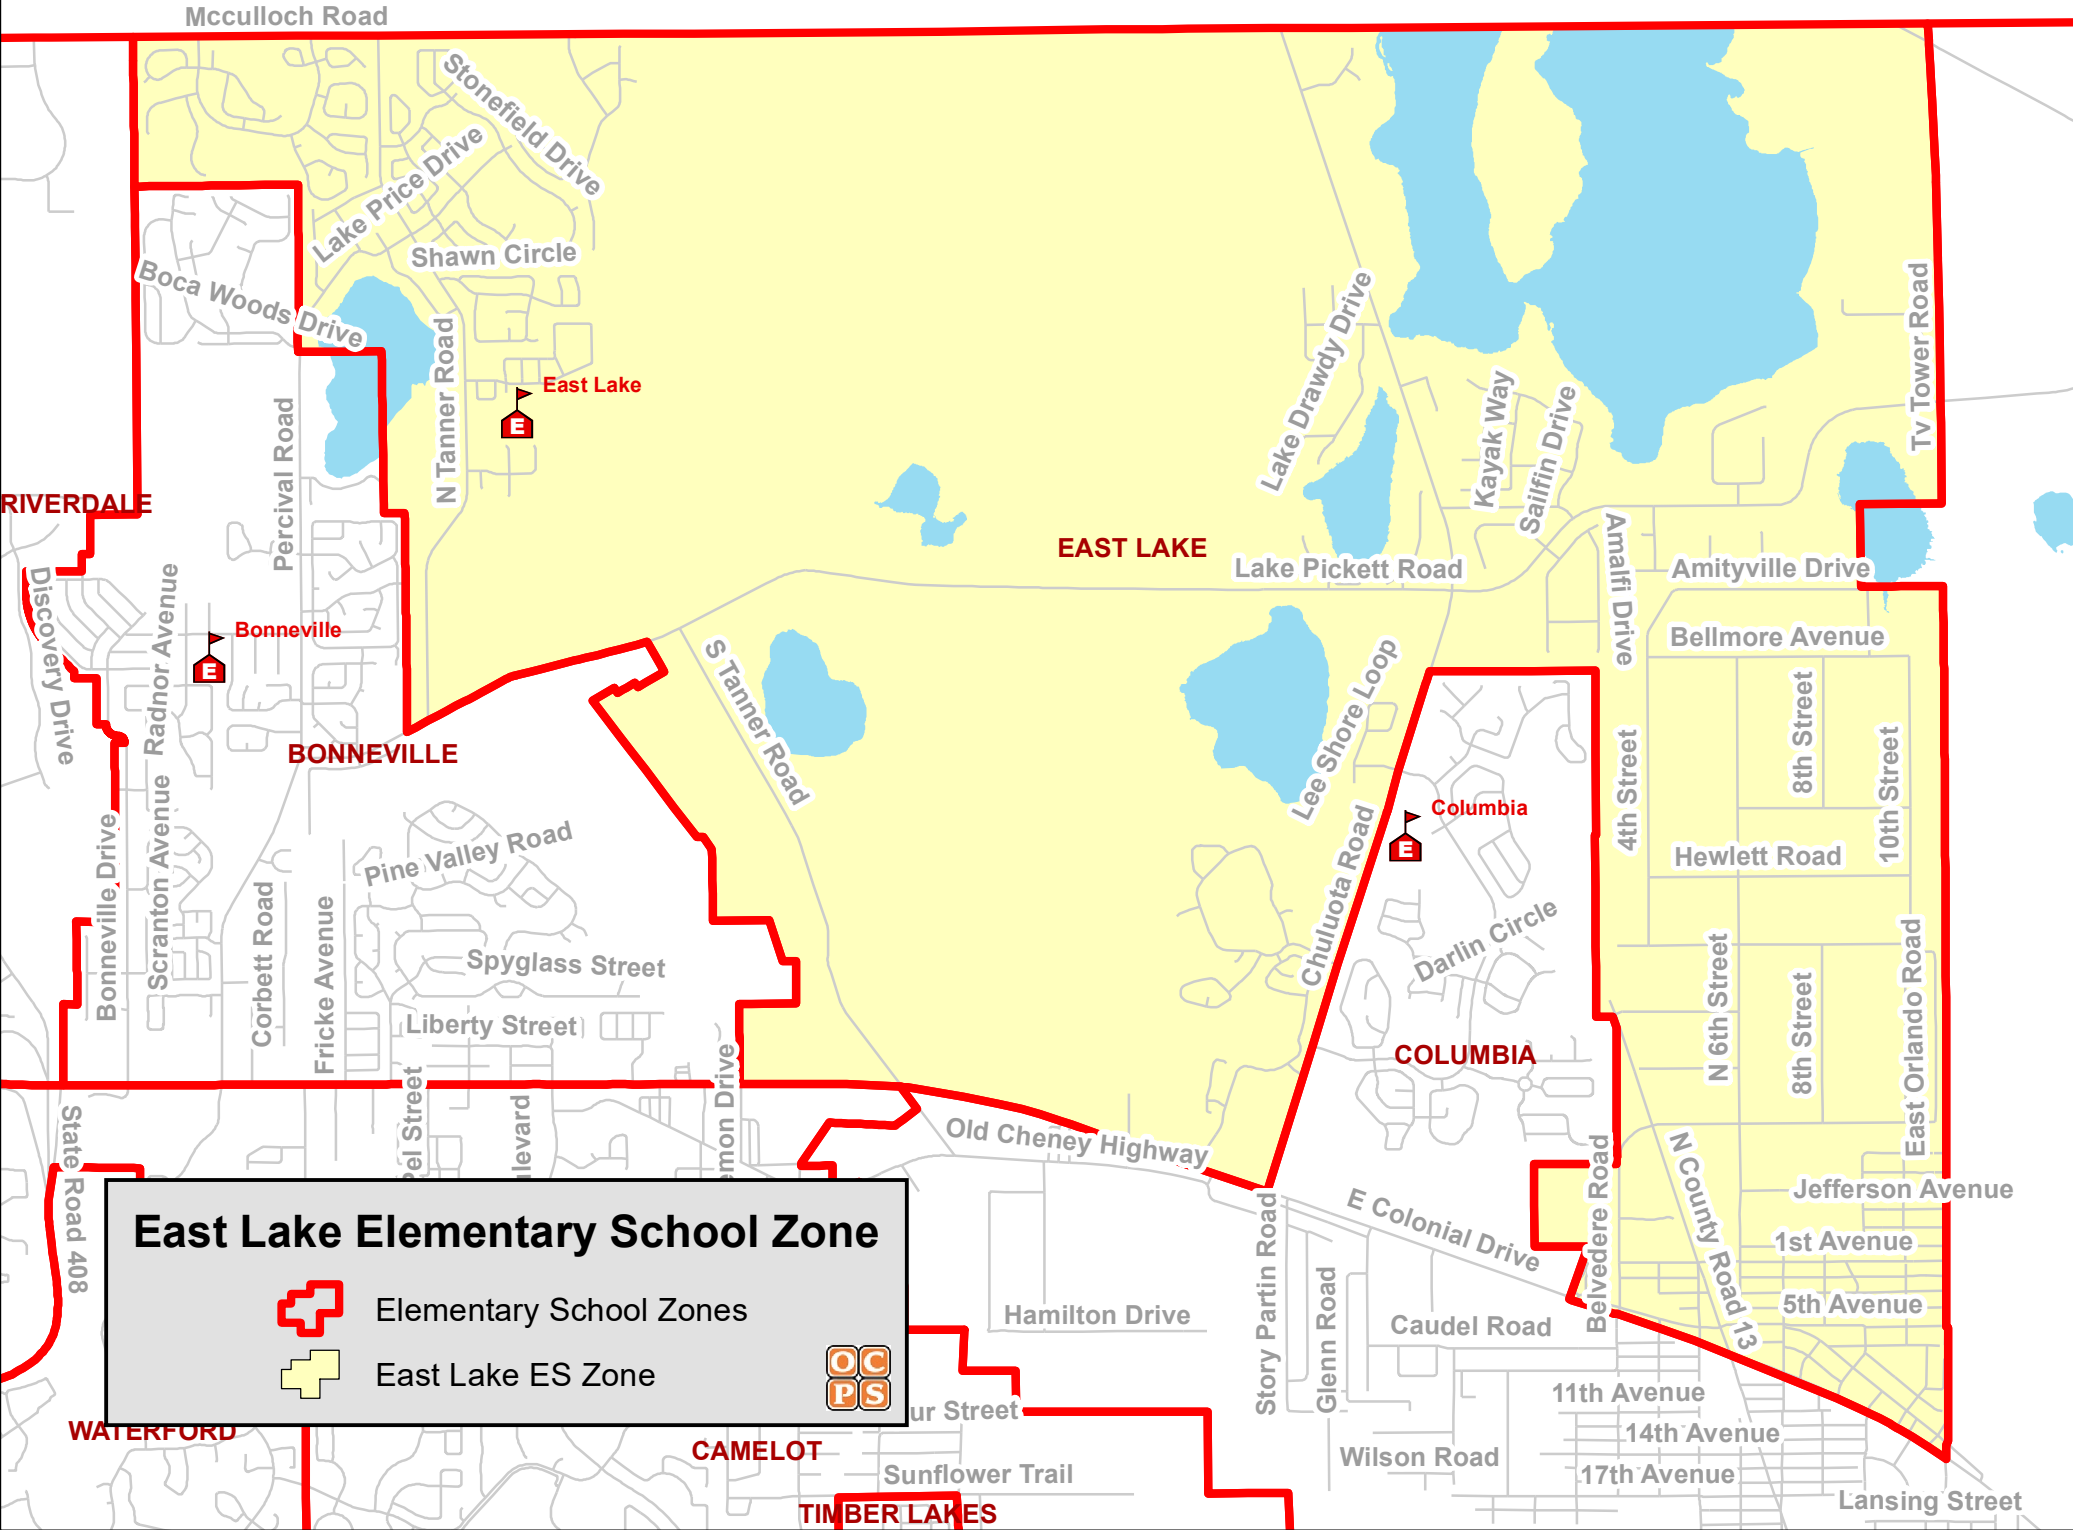 Mcculloch Road
Stonefield Drive
Lake Price Drive
Shawn Circle
Boca Woods Drive
N Tanner Road
East Lake
E
Percival Road
Lake Drawdy Drive
Kayak Way
Sailfin Drive
Tv Tower Road
RIVERDALE
EAST LAKE
Lake Pickett Road
Amalfi Drive
Amityville Drive
Discovery Drive
Radnor Avenue
Bonneville
E
Bellmore Avenue
S Tanner Road
Lee Shore Loop
8th Street
4th Street
10th Street
BONNEVILLE
Columbia
E
Bonneville Drive
Scranton Avenue
Pine Valley Road
Hewlett Road
Chuluota Road
Corbett Road
Fricke Avenue
Spyglass Street
Darlin Circle
N 6th Street
8th Street
East Orlando Road
Liberty Street
COLUMBIA
State Road 408
pel Street
levard
emon Drive
Old Cheney Highway
Belvedere Road
N County Road 13
Jefferson Avenue
E Colonial Drive
1st Avenue
Story Partin Road
Glenn Road
5th Avenue
Hamilton Drive
Caudel Road
East Lake Elementary School Zone
Elementary School Zones
East Lake ES Zone
OC
PS
11th Avenue
ur Street
WATERFORD
CAMELOT
14th Avenue
Wilson Road
Sunflower Trail
17th Avenue
TIMBER LAKES
Lansing Street